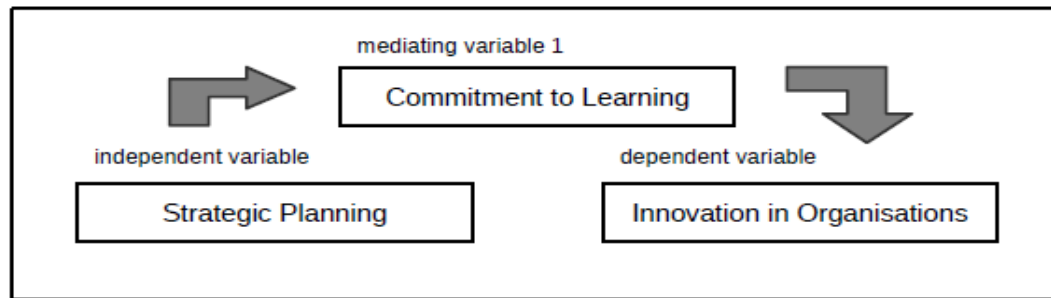 mediating variable 1
Commitment to Learning
independent variable
dependent variable
Strategic Planning
Innovation in Organisations